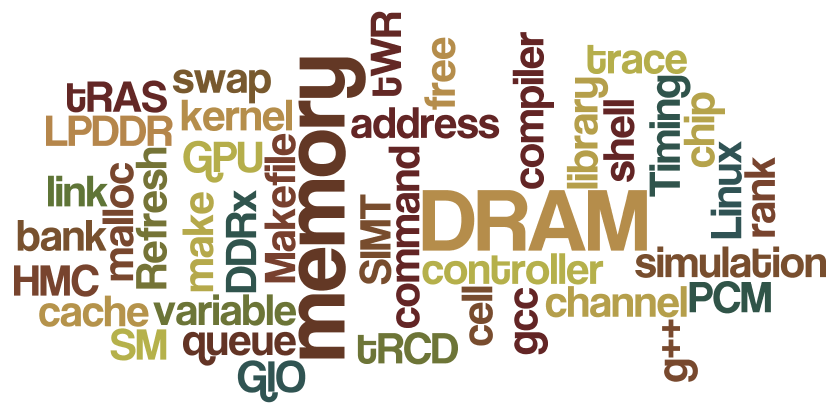 tRAS
swap
tWR
free
compiler
trace
LPDDR
kernel
memory
address
library
shell
Timing
chip
GPU
Makefile
link
malloc
Refresh
make
DDRx
SIMT
command
DRAM
Linux
rank
bank
HMC
controller
simulation
cache
variable
cell
gcc
channel
PCM
SM
queue
tRCD
g++
GIO